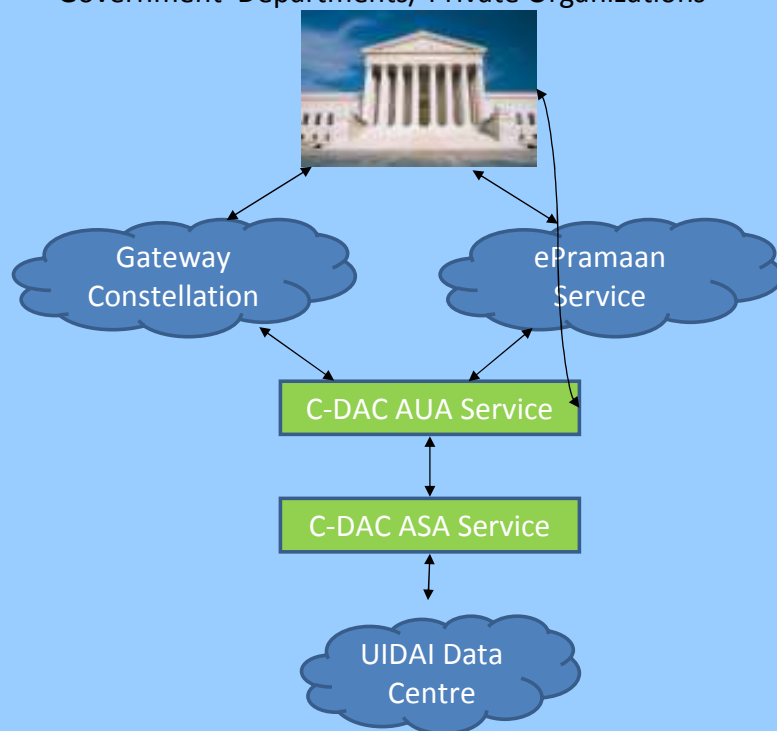 Government Departments/ Private Organizations
Gateway
Constellation
ePramaan
Service
C-DAC AUA Service
C-DAC ASA Service
UIDAI Data
Centre